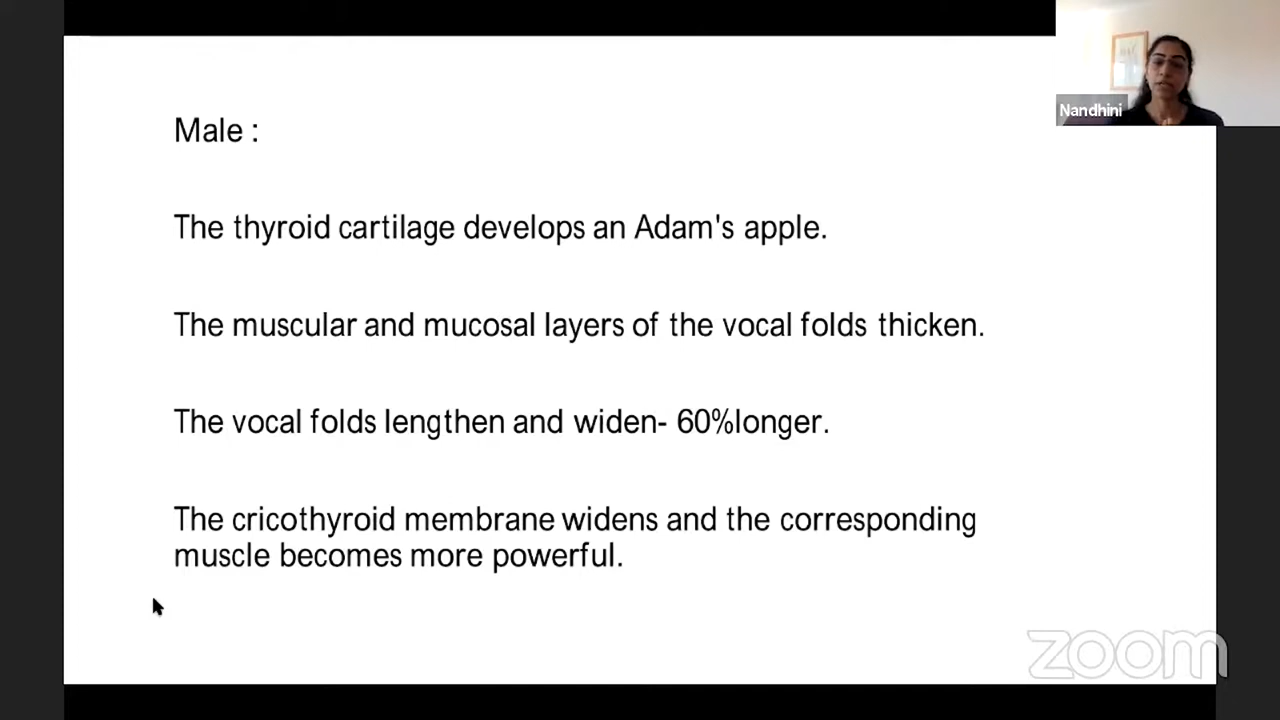 Nandhini
Male :
The thyroid cartilage develops an Adam's apple.
The muscular and mucosal layers of the vocal folds thicken.
The vocal folds lengthen and widen- 60%longer.
The cricothyroid membrane widens and the corresponding
muscle becomes more powerful.
zoom